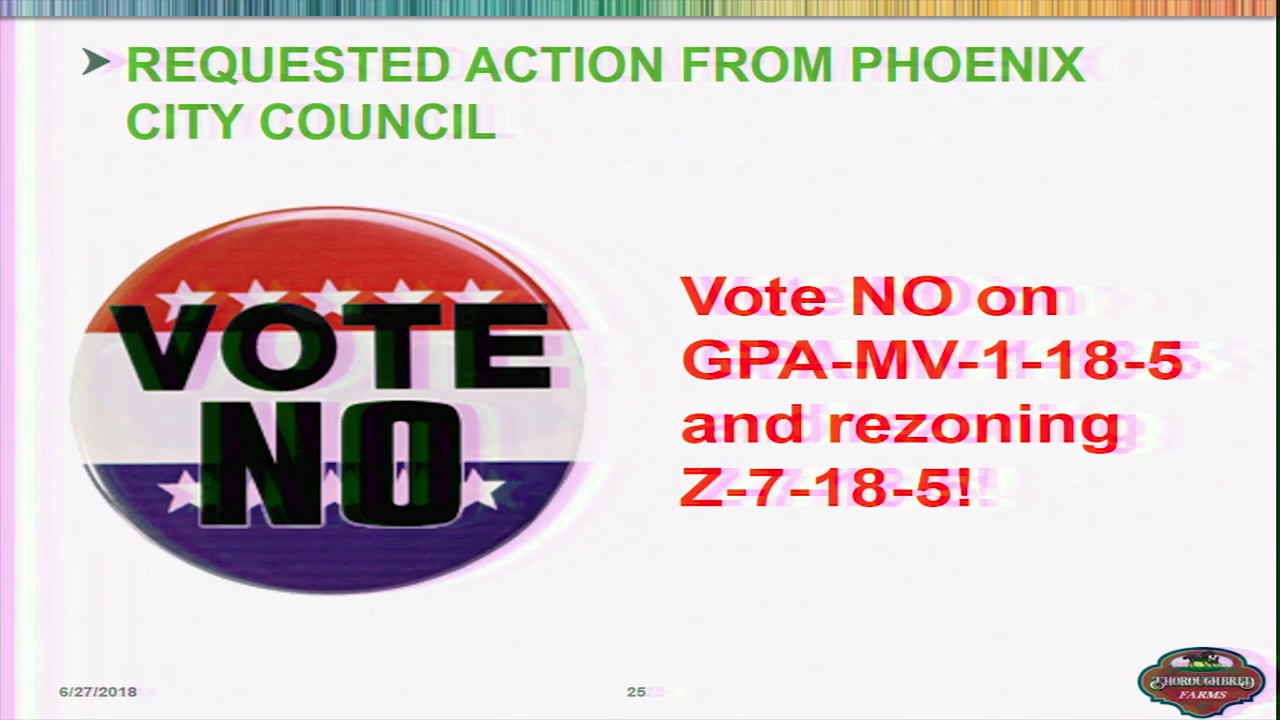 REQUESTED ACTION FROM PHOENIX
CITY COUNCIL
VOTE
NO
Vote NO on
GPA-MV-1-18-5
and rezoning
Z-7-18-5!
6/27/2018
25
THOROUGHBRED
FARMS